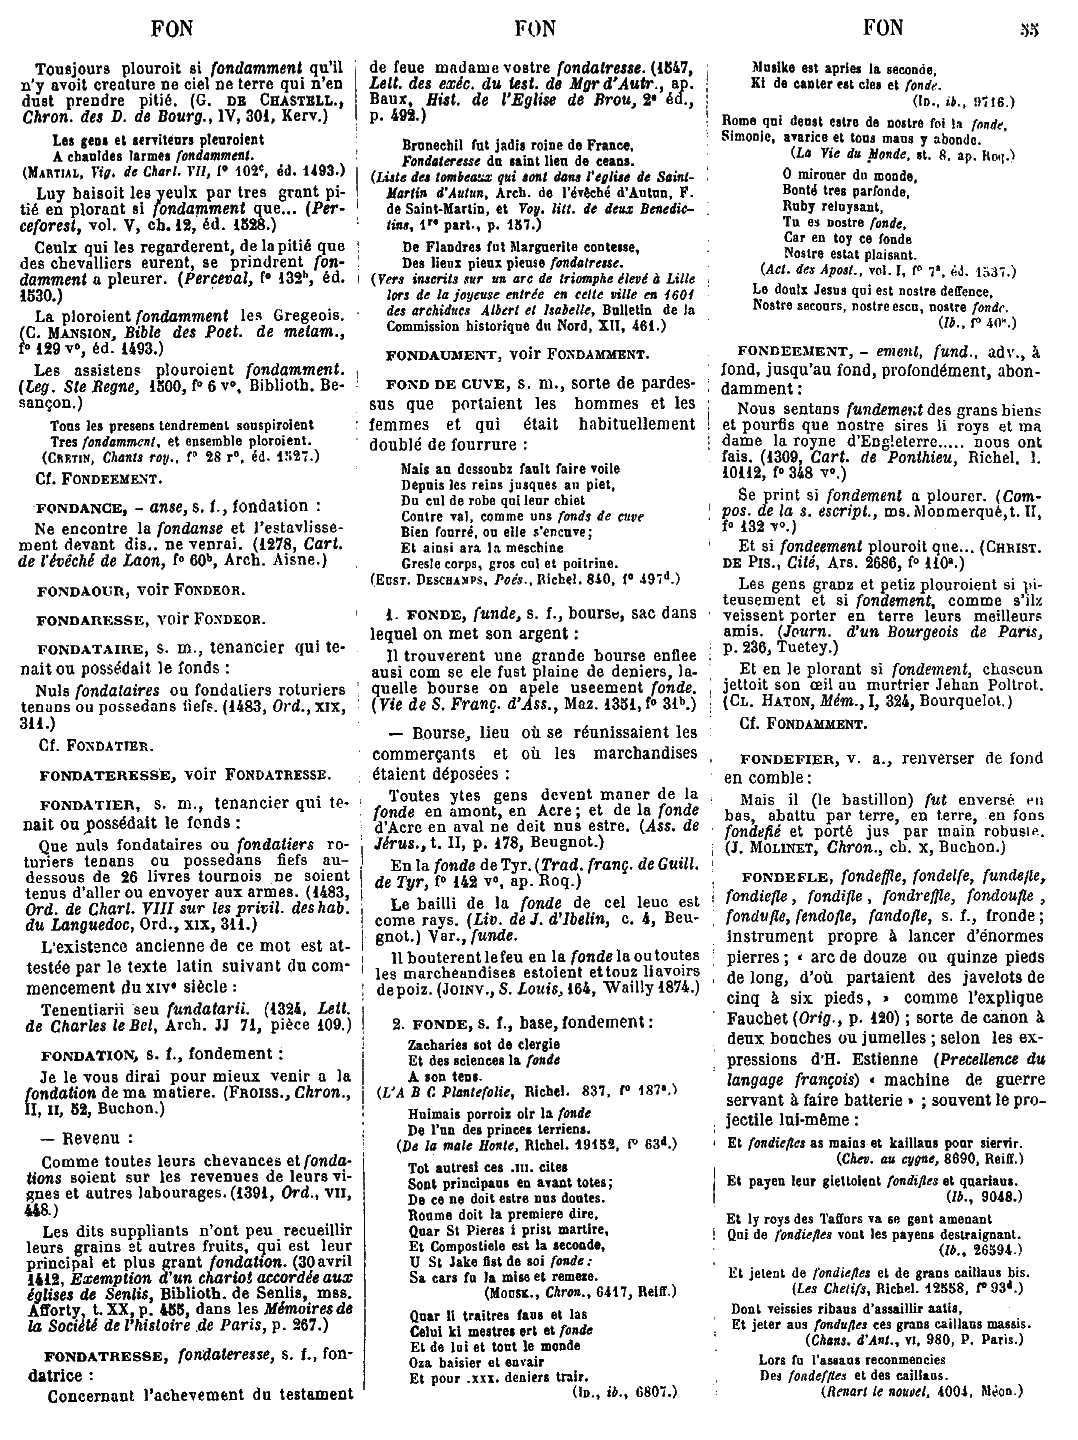 FON
FON
FON
55
Tousjours plouroit si fondamment qu'il
n'y avoit creature ne ciel ne terre qui n'en
dust prendre pitié. (G. DE CHASTELL.,
Chron. des D. de Bourg., IV, 301, Kerv.)
Les gens et serviteurs pleuroient
A chauldes larmes fondamment.
(MARTIAL, Vig. de Charl. VII, f° 102c, éd. 1493.)
Luy baisoit les yeulx par tres grant pi-
tié en plorant si fondamment que... (Per-
ceforest, vol. V, ch. 12, éd. 1528.)
Ceulx qui les regarderent, de la pitié que
des chevalliers eurent, se prindrent fon-
damment a pleurer. (Perceval, f° 132b, éd.
1530.)
La ploroient fondamment les Gregeois.
(C. MANSION, Bible des Poet. de metam.,
f° 129 v°, éd. 1493.)
Les assistens plouroient fondamment.
(Leg. Ste Regne, 1500, f° 6 v°, Biblioth. Be-
sançon.)
Tous les presens tendrement souspiroient
Tres fondamment, et ensemble ploroient.
(CRETIN, Chants roy., f° 28 r°, éd. 1527.)
Cf. FONDEEMENT.
FONDANCE, - anse, s. f., fondation :
Ne encontre la fondanse et l'estavlisse-
ment devant dis.. ne venrai. (1278, Cart.
de l'évêché de Laon, f° 60b, Arch. Aisne.)
FONDAOUR, voir FONDEOR.
FONDARESSE, voir FONDEOR.
FONDATAIRE, s. m., tenancier qui te-
nait ou possédait le fonds :
Nuls fondataires ou fondatiers roturiers
tenans ou possedans fiefs. (1483, Ord., XIX,
311.)
Cf. FONDATIER.
FONDATERESSE, voir FONDATRESSE.
FONDATIER, s. m., tenancier qui te-
nait ou possédait le fonds :
Que nuls fondataires ou fondatiers ro-
turiers tenans ou possedans fiefs au-
dessous de 26 livres tournois ne soient
tenus d'aller ou envoyer aux armes. (1483,
Ord. de Charl. VIII sur les privil. des hab.
du Languedoc, Ord., XIX, 311.)
L'existence ancienne de ce mot est at-
testée par le texte latin suivant du com-
mencement du XIVe siècle :
Tenentiarii seu fundatarii. (1324, Lett.
de Charles le Bel, Arch. JJ 71, pièce 109.)
FONDATION, s. f., fondement :
Je le vous dirai pour mieux venir a la
fondation de ma matiere. (FROISS., Chron.,
II, II, 52, Buchon.)
— Revenu :
Comme toutes leurs chevances et fonda-
tions soient sur les revenues de leurs vi-
gnes et autres labourages. (1391, Ord., VII,
448.)
Les dits suppliants n'ont peu recueillir
leurs grains et autres fruits, qui est leur
principal et plus grant fondation. (30 avril
1412, Exemption d'un chariot accordée aux
églises de Senlis, Biblioth. de Senlis, mss.
Afforty, t. XX, p. 455, dans les Mémoires de
la Société de l'histoire de Paris, p. 267.)
FONDATRESSE, fondateresse, s. f., fon-
datrice :
Concernant l'achevement du testament
de feue madame vostre fondatresse. (1547,
Lett. des exéc. du test. de Mgr d'Autr., ap.
Baux, Hist. de l'Eglise de Brou, 2e éd.,
p. 492.)
Brunechil fut jadis roine de France,
Fondateresse du saint lieu de ceans.
(Liste des tombeaux qui sont dans l'eglise de Saint-
Martin d'Autun, Arch. de l'évêché d'Autun, F.
de Saint-Martin, et Voy. litt. de deux Benedic-
tins, 1re part., p. 157.)
De Flandres fut Marguerite contesse,
Des lieux pieux pieuse fondatresse.
(Vers inscrits sur un arc de triomphe élevé à Lille
lors de la joyeuse entrée en cette ville en 1601
des archiducs Albert et Isabelle, Bulletin de la
Commission historique du Nord, XII, 461.)
FONDAUMENT, voir FONDAMMENT.
FOND DE CUVE, s. m., sorte de pardes-
sus que portaient les hommes et les
femmes et qui était habituellement
doublé de fourrure :
Mais au dessoubz fault faire voile
Depuis les reins jusques au piet,
Du cul de robe qui leur chiet
Contre val, comme uns fonds de cuve
Bien fourré, ou elle s'encuve;
Et ainsi ara la meschine
Gresle corps, gros cul et poitrine.
(EUST. DESCHAMPS, Poés., Richel. 840, f° 497d.)
1. FONDE, funde, s. f., bourse, sac dans
lequel on met son argent :
Il trouverent une grande bourse enflee
ausi com se ele fust plaine de deniers, la-
quelle bourse on apele useement fonde.
(Vie de S. Franç. d'Ass., Maz. 1351, f° 31b.)
— Bourse, lieu où se réunissaient les
commerçants et où les marchandises
étaient déposées :
Toutes ytes gens devent maner de la
fonde en amont, en Acre; et de la fonde
d'Acre en aval ne deit nus estre. (Ass. de
Jérus., t. II, p. 178, Beugnot.)
En la fonde de Tyr. (Trad. franç. de Guill.
de Tyr, f° 142 v°, ap. Roq.)
Le bailli de la fonde de cel leuc est
come rays. (Liv. de J. d'Ibelin, c. 4, Beu-
gnot.) Var., funde.
Il bouterent le feu en la fonde la ou toutes
les marcheandises estoient et touz li avoirs
de poiz. (JOINV., S. Louis, 164, Wailly 1874.)
2. FONDE, s. f., base, fondement :
Zacharies sot de clergie
Et des sciences la fonde
A son tens.
(L'A B C Plantefolie, Richel. 837, f° 187a.)
Huimais porroiz oir la fonde
De l'un des princes terriens.
(De la male Honte, Richel. 19152, f° 63d.)
Tot autresi ces .III. cites
Sont principaus en avant totes;
De ce ne doit estre nus doutes.
Roume doit la premiere dire,
Quar St Pieres i prist martire,
Et Compostiele est la seconde,
U St Jake fist de soi fonde :
Sa cars fu la mise et remeze.
(MOUSK., Chron., 6417, Reiff.)
Quar li traitres faus et las
Celui ki mestres ert et fonde
Et de lui et tout le monde
Oza baisier et envair
Et pour .xxx. deniers trair.
(ID., ib., 6807.)
Musike est apries la seconde,
Ki de canter est cles et fonde.
(ID., ib., 9716.)
Rome qui deust estre de nostre foi la fonde,
Simonie, avarice et tous maus y abonde.
(La Vie du Monde, st. 8, ap. Roq.)
O mirouer du monde,
Bonté tres parfonde,
Ruby reluysant,
Tu es nostre fonde,
Car en toy ce fonde
Nostre estat plaisant.
(Act. des Apost., vol. I, f° 7a, éd. 1537.)
Le doulx Jesus qui est nostre deffence,
Nostre secours, nostre escu, nostre fonde.
(Ib., f° 40a.)
FONDEEMENT, - ement, fund., adv., à
fond, jusqu'au fond, profondément, abon-
damment :
Nous sentans fundement des grans biens
et pourfis que nostre sires li roys et ma
dame la royne d'Engleterre..... nous ont
fais. (1309, Cart. de Ponthieu, Richel. l.
10112, f° 348 v°.)
Se print si fondement a plourer. (Com-
pos. de la s. escript., ms. Monmerqué, t. II,
f° 132 v°.)
Et si fondeement plouroit que... (CHRIST.
DE PIS., Cité, Ars. 2686, f° 110a.)
Les gens granz et petiz plouroient si pi-
teusement et si fondement, comme s'ilz
veissent porter en terre leurs meilleurs
amis. (Journ. d'un Bourgeois de Paris,
p. 236, Tuetey.)
Et en le plorant si fondement, chascun
jettoit son œil au murtrier Jehan Poltrot.
(CL. HATON, Mém., I, 324, Bourquelot.)
Cf. FONDAMMENT.
FONDEFIER, v. a., renverser de fond
en comble :
Mais il (le bastillon) fut enversé en
bas, abattu par terre, en terre, en fons
fondefié et porté jus par main robuste.
(J. MOLINET, Chron., ch. X, Buchon.)
FONDEFLE, fondeffle, fondelfe, fundefle,
fondiefle, fondifle, fondreffle, fondoufle,
fondufle, fendofle, fandofle, s. f., fronde;
instrument propre à lancer d'énormes
pierres; « arc de douze ou quinze pieds
de long, d'où partaient des javelots de
cinq à six pieds, » comme l'explique
Fauchet (Orig., p. 120); sorte de canon à
deux bouches ou jumelles; selon les ex-
pressions d'H. Estienne (Precellence du
langage françois) « machine de guerre
servant à faire batterie »; souvent le pro-
jectile lui-même :
Et fondiefles as mains et kaillaus pour siervir.
(Chev. au cygne, 8690, Reiff.)
Et payen leur giettoient fondifles et quariaus.
(Ib., 9048.)
Et ly roys des Taffurs va se gent amenant
Qui de fondiefles vont les payens destraignant.
(Ib., 26594.)
Et jetent de fondiefles et de grans caillaus bis.
(Les Chetifs, Richel. 12558, f° 93d.)
Dont veissies ribaus d'assaillir aatis,
Et jeter aus fondufles ces grans caillaus massis.
(Chans. d'Ant., VI, 980, P. Paris.)
Lors fu l'assaus reconmencies
Des fondeffles et des caillaus.
(Renart le nouvel, 4004, Méon.)